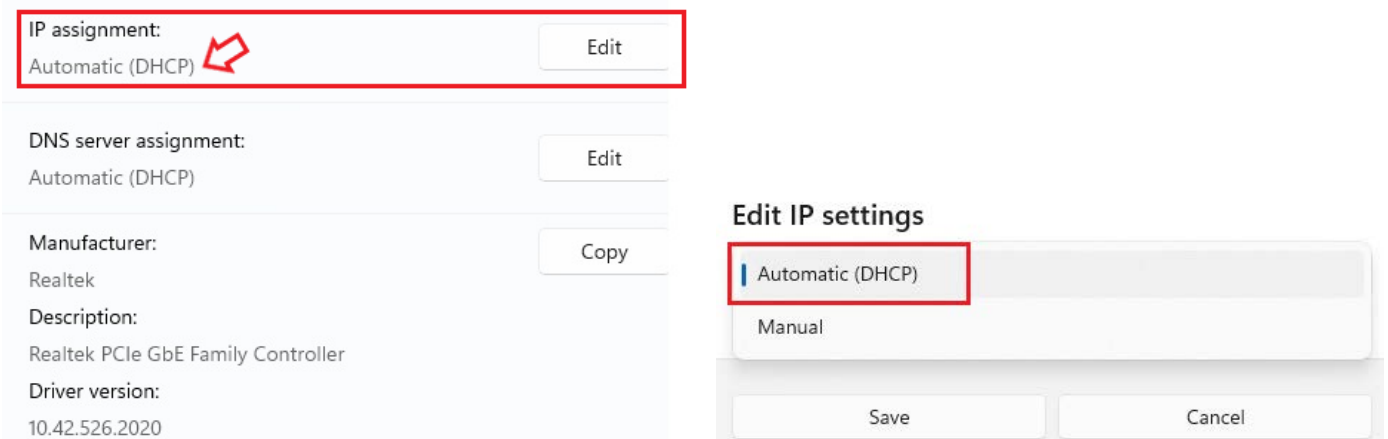 IP assignment:
Automatic (DHCP)
Edit
DNS server assignment:
Automatic (DHCP)
Edit
Manufacturer:
Realtek
Copy
Description:
Realtek PCIe GbE Family Controller
Driver version:
10.42.526.2020
Edit IP settings
Automatic (DHCP)
Manual
Save
Cancel